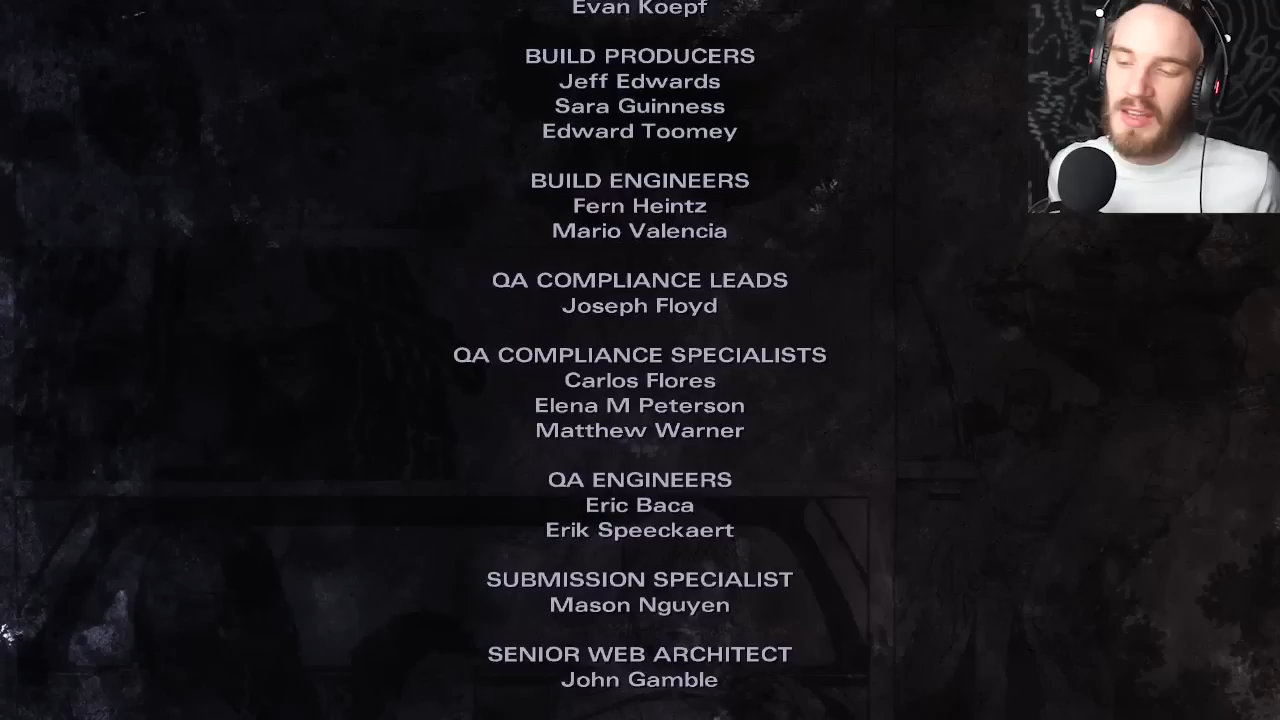 Evan Koepf
BUILD PRODUCERS
Jeff Edwards
Sara Guinness
Edward Toomey
BUILD ENGINEERS
Fern Heintz
Mario Valencia
QA COMPLIANCE LEADS
Joseph Floyd
QA COMPLIANCE SPECIALISTS
Carlos Flores
Elena M Peterson
Matthew Warner
QA ENGINEERS
Eric Baca
Erik Speeckaert
SUBMISSION SPECIALIST
Mason Nguyen
SENIOR WEB ARCHITECT
John Gamble